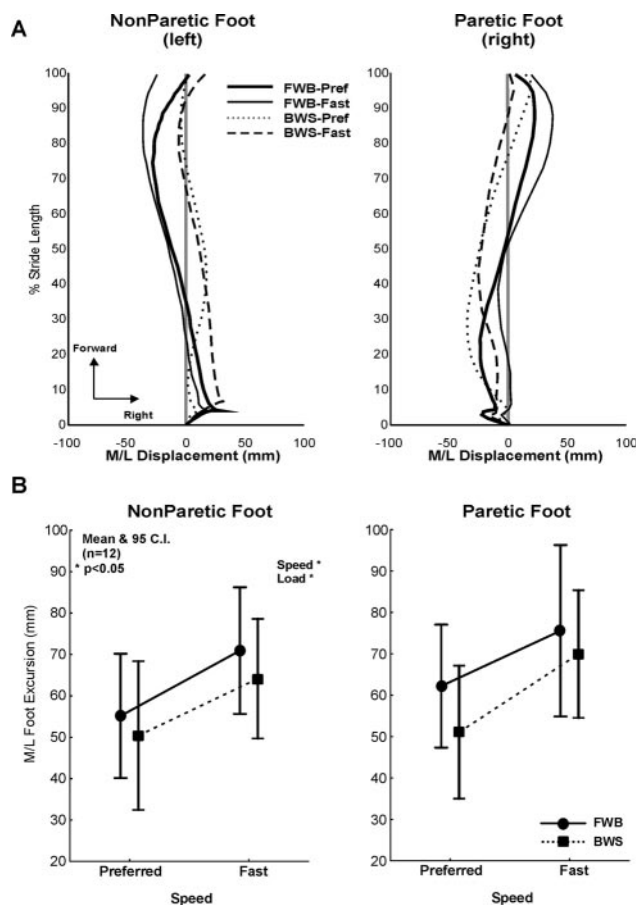 A
NonParetic Foot
(left)
Paretic Foot
(right)
FWB-Pref
FWB-Fast
BWS-Pref
BWS-Fast
% Stride Length
100
90
80
70
60
50
40
30
20
10
0
Forward
Right
-100 -50 0 50 100
M/L Displacement (mm)
100
90
80
70
60
50
40
30
20
10
0
-100 -50 0 50 100
M/L Displacement (mm)
B
NonParetic Foot
Paretic Foot
Mean & 95 C.I.
(n=12)
* p<0.05
Speed *
Load *
M/L Foot Excursion (mm)
100
90
80
70
60
50
40
30
20
Preferred Fast
Speed
100
90
80
70
60
50
40
30
20
FWB
BWS
Preferred Fast
Speed